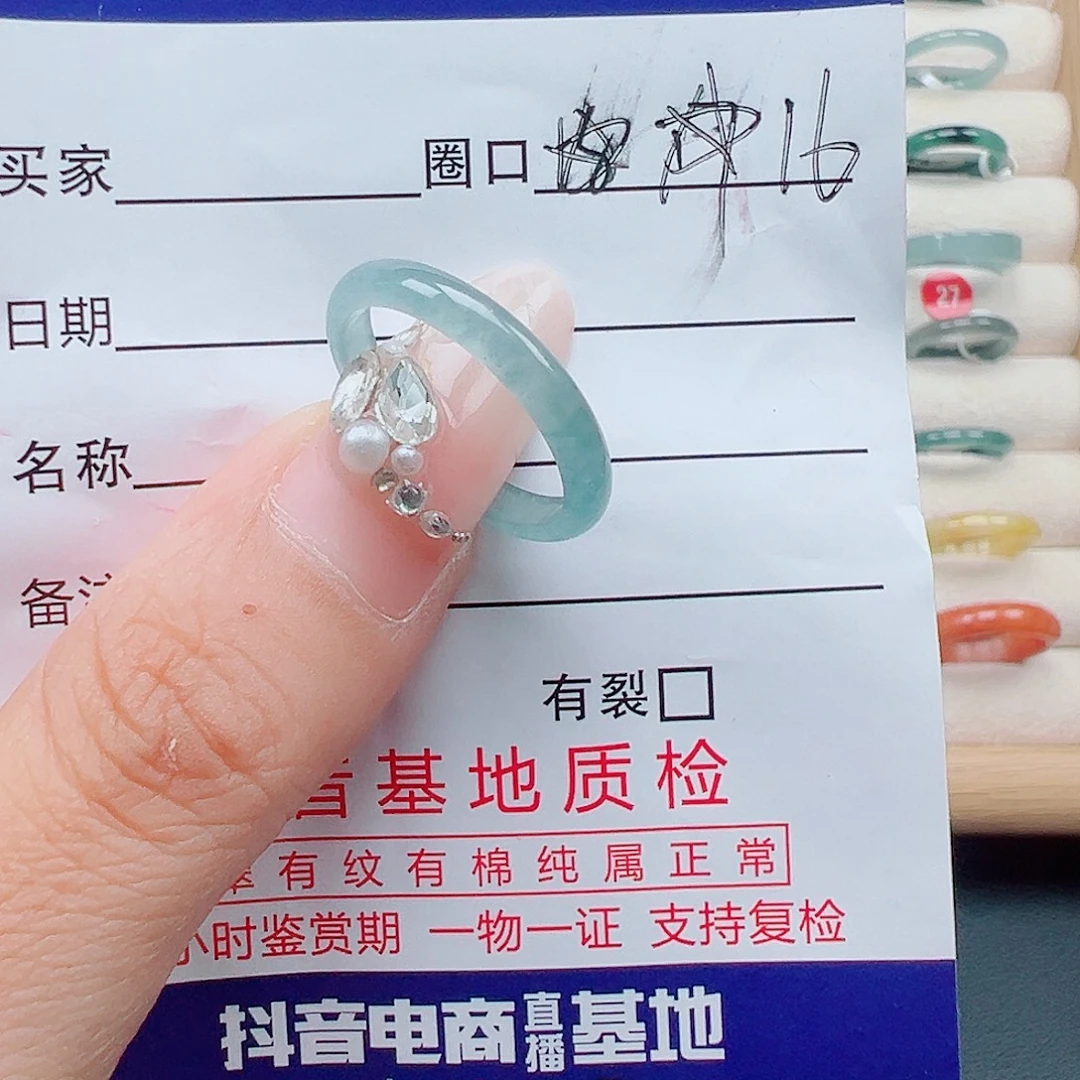 买家 圈口 16
日期
名称
备注
有裂
音基地质检
有纹有棉纯属正常
小时鉴赏期 一物一证 支持复检
抖音电商直播基地
27